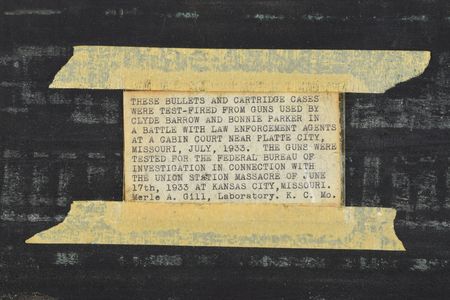 THESE BULLETS AND CARTRIDGE CASES
WERE TEST-FIRED FROM GUNS USED BY
CLYDE BARROW AND BONNIE PARKER IN
A BATTLE WITH LAW ENFORCEMENT AGENTS
AT A CABIN COURT NEAR PLATTE CITY,
MISSOURI, JULY, 1933. THE GUNS WERE
TESTED FOR THE FEDERAL BUREAU OF
INVESTIGATION IN CONNECTION WITH
THE UNION STATION MASSACRE OF JUNE
17th, 1933 AT KANSAS CITY, MISSOURI.
Merle A. Gill, Laboratory. K. C. Mo.